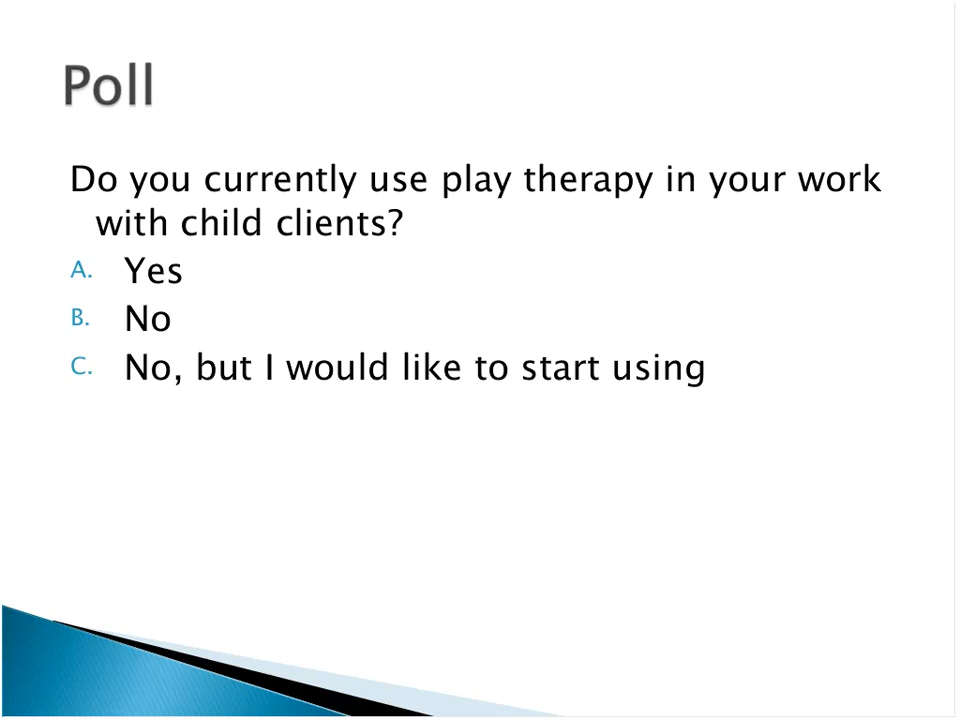 Poll
Do you currently use play therapy in your work
with child clients?
A. Yes
B. No
C. No, but I would like to start using